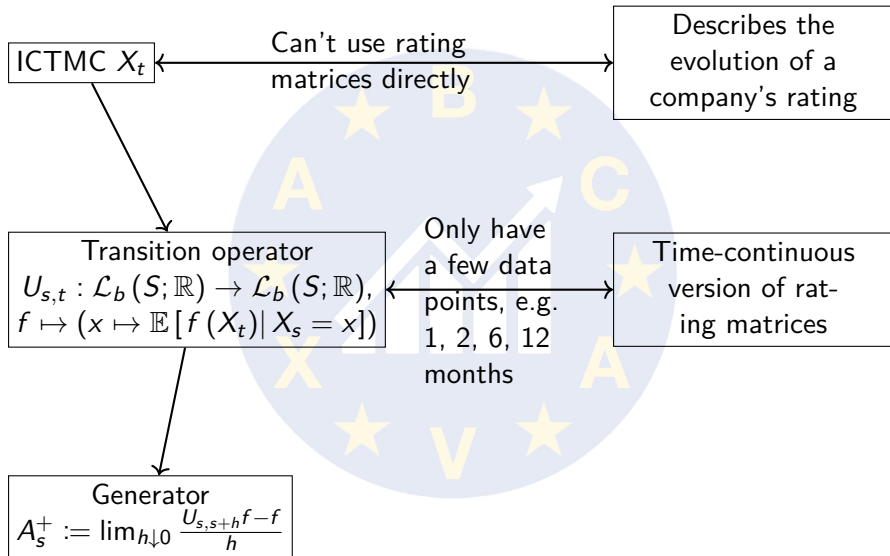 ICTMC X_t
Can't use rating
matrices directly
Describes the
evolution of a
company's rating
Transition operator
U_{s,t} : ℒ_b (S; ℝ) → ℒ_b (S; ℝ),
f ↦ (x ↦ 𝔼 [f (X_t)| X_s = x])
Only have
a few data
points, e.g.
1, 2, 6, 12
months
Time-continuous
version of rat-
ing matrices
Generator
A_s^+ := lim_{h↓0} \frac{U_{s,s+h}f−f}{h}
A B C
X V A